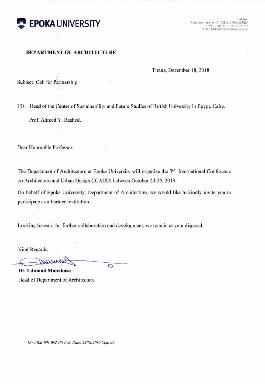 EPOKA UNIVERSITY
DEPARTMENT OF ARCHITECTURE
Tirana, December 18, 2018
Subject: Call for Partnership
TO: Head of the Center of Sustainability and Future Studies of British University in Egypt, Cairo.
Prof. Ahmed Y. Rashed.
Dear Honorable Professor,
The Department of Architecture at Epoka University will organize the 3rd International Conference
on Architecture and Urban Design (ICAUD) between October 24-26, 2019.
On behalf of Epoka University, Department of Architecture, we would like to kindly invite you to
participate as a Partner Institution.
Looking forward for further collaboration and development, we remain at your disposal.
Kind Regards,
Dr. Edmond Manahasa
Head of Department of Architecture